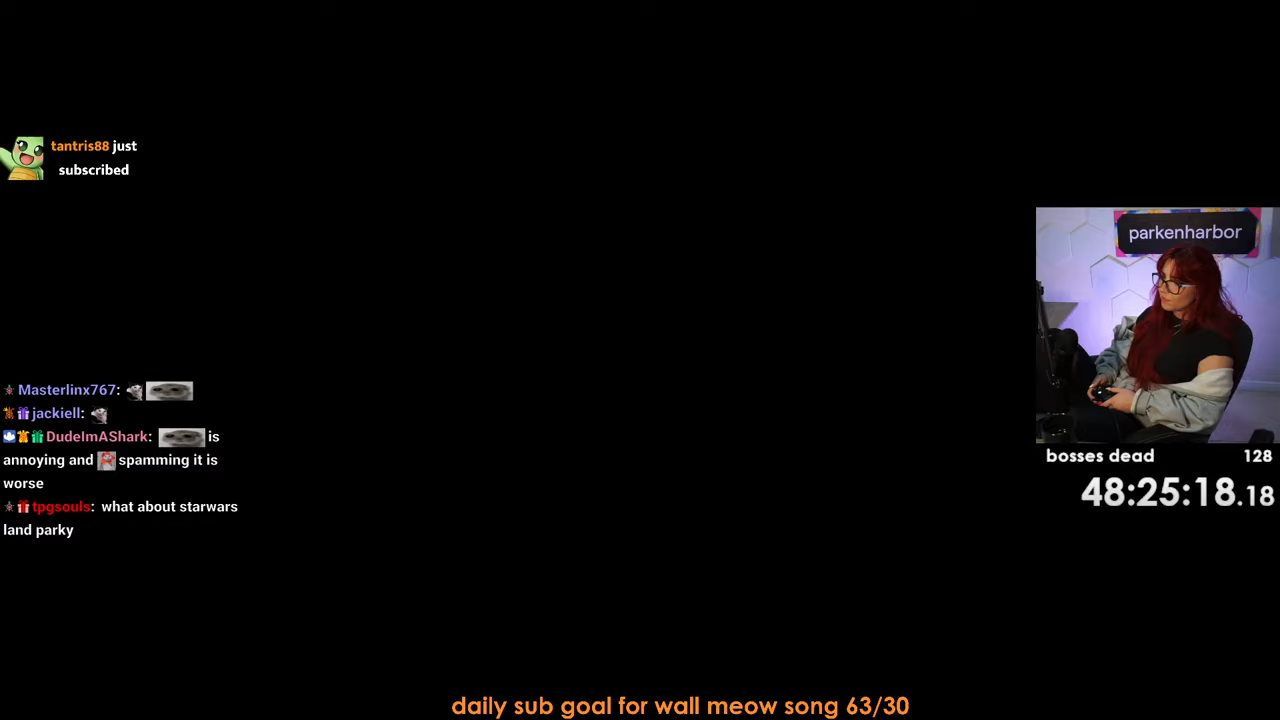 tantris88 just
subscribed
parkenharbor
Masterlinx767:
jackiell:
DudeImAShark: is
annoying and spamming it is
worse
tpgsouls: what about starwars
land parky
bosses dead 128
48:25:18.18
daily sub goal for wall meow song 63/30